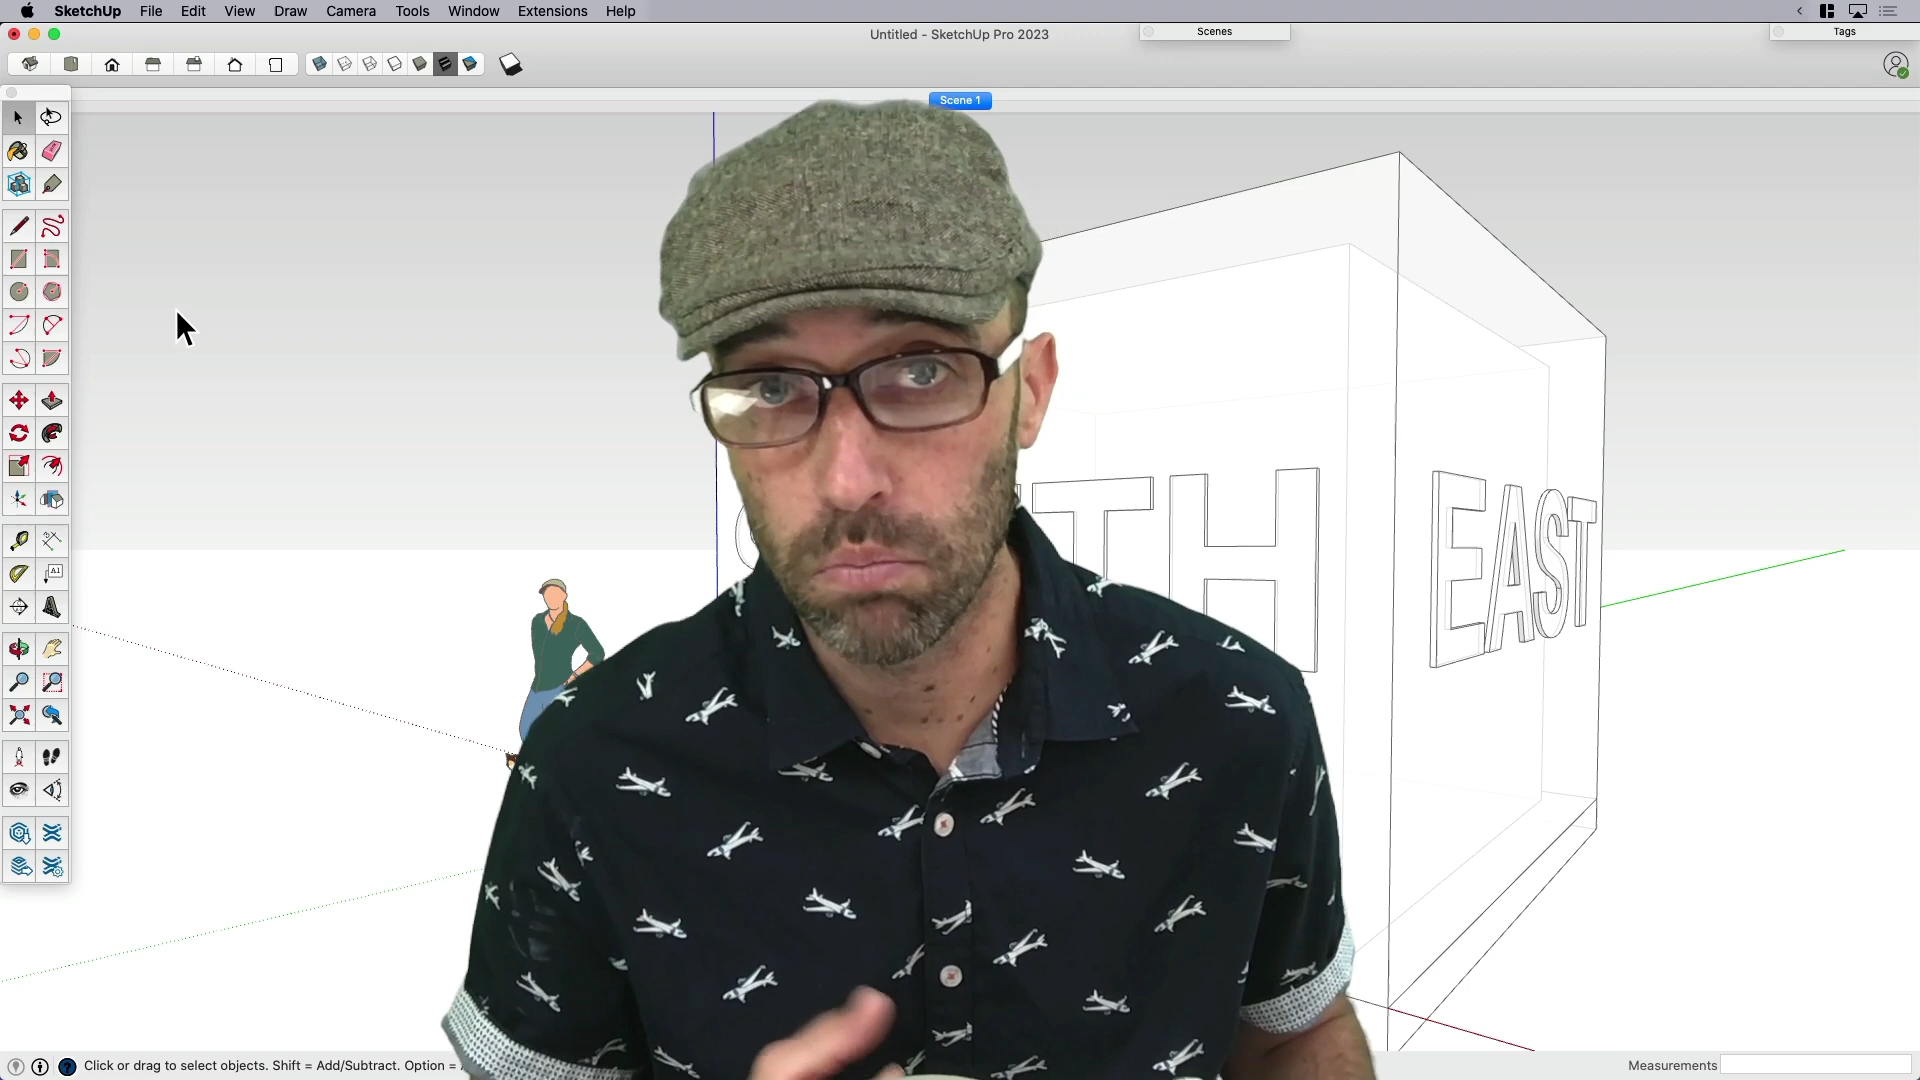 SketchUp File Edit View Draw Camera Tools Window Extensions Help
Untitled - SketchUp Pro 2023
Scenes
Tags
Scene 1
TH
EAST
A1
Click or drag to select objects. Shift = Add/Subtract. Option =
Measurements